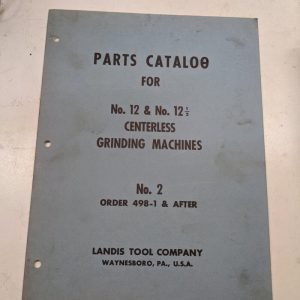 PARTS CATALOG
FOR
No. 12 & No. 12½
CENTERLESS
GRINDING MACHINES
No. 2
ORDER 498-1 & AFTER
LANDIS TOOL COMPANY
WAYNESBORO, PA., U.S.A.